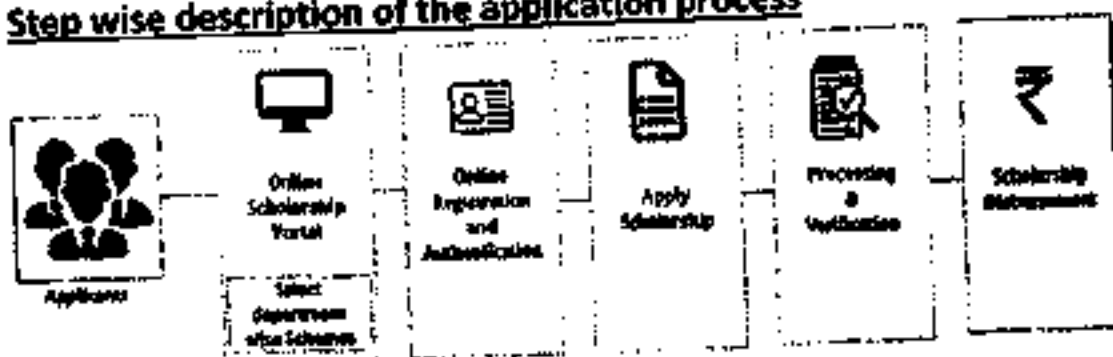 Step wise description of the application process
Applicants
Online
Scholarship
Portal
Select
department
wise Schemes
Online
Registration
and
Authentication
Apply
Scholarship
Processing
&
Verification
₹
Scholarship
Disbursement